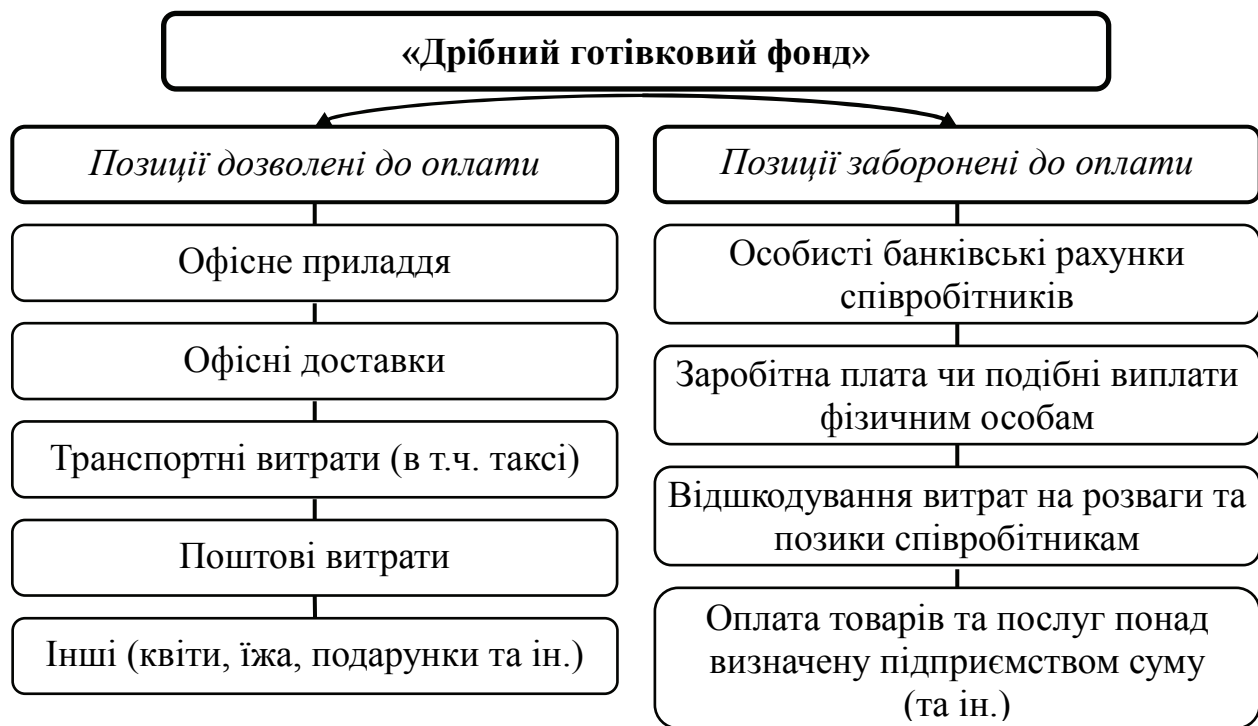 «Дрібний готівковий фонд»
Позиції дозволені до оплати
Офісне приладдя
Офісні доставки
Транспортні витрати (в т.ч. таксі)
Поштові витрати
Інші (квіти, їжа, подарунки та ін.)
Позиції заборонені до оплати
Особисті банківські рахунки
співробітників
Заробітна плата чи подібні виплати
фізичним особам
Відшкодування витрат на розваги та
позики співробітникам
Оплата товарів та послуг понад
визначену підприємством суму
(та ін.)